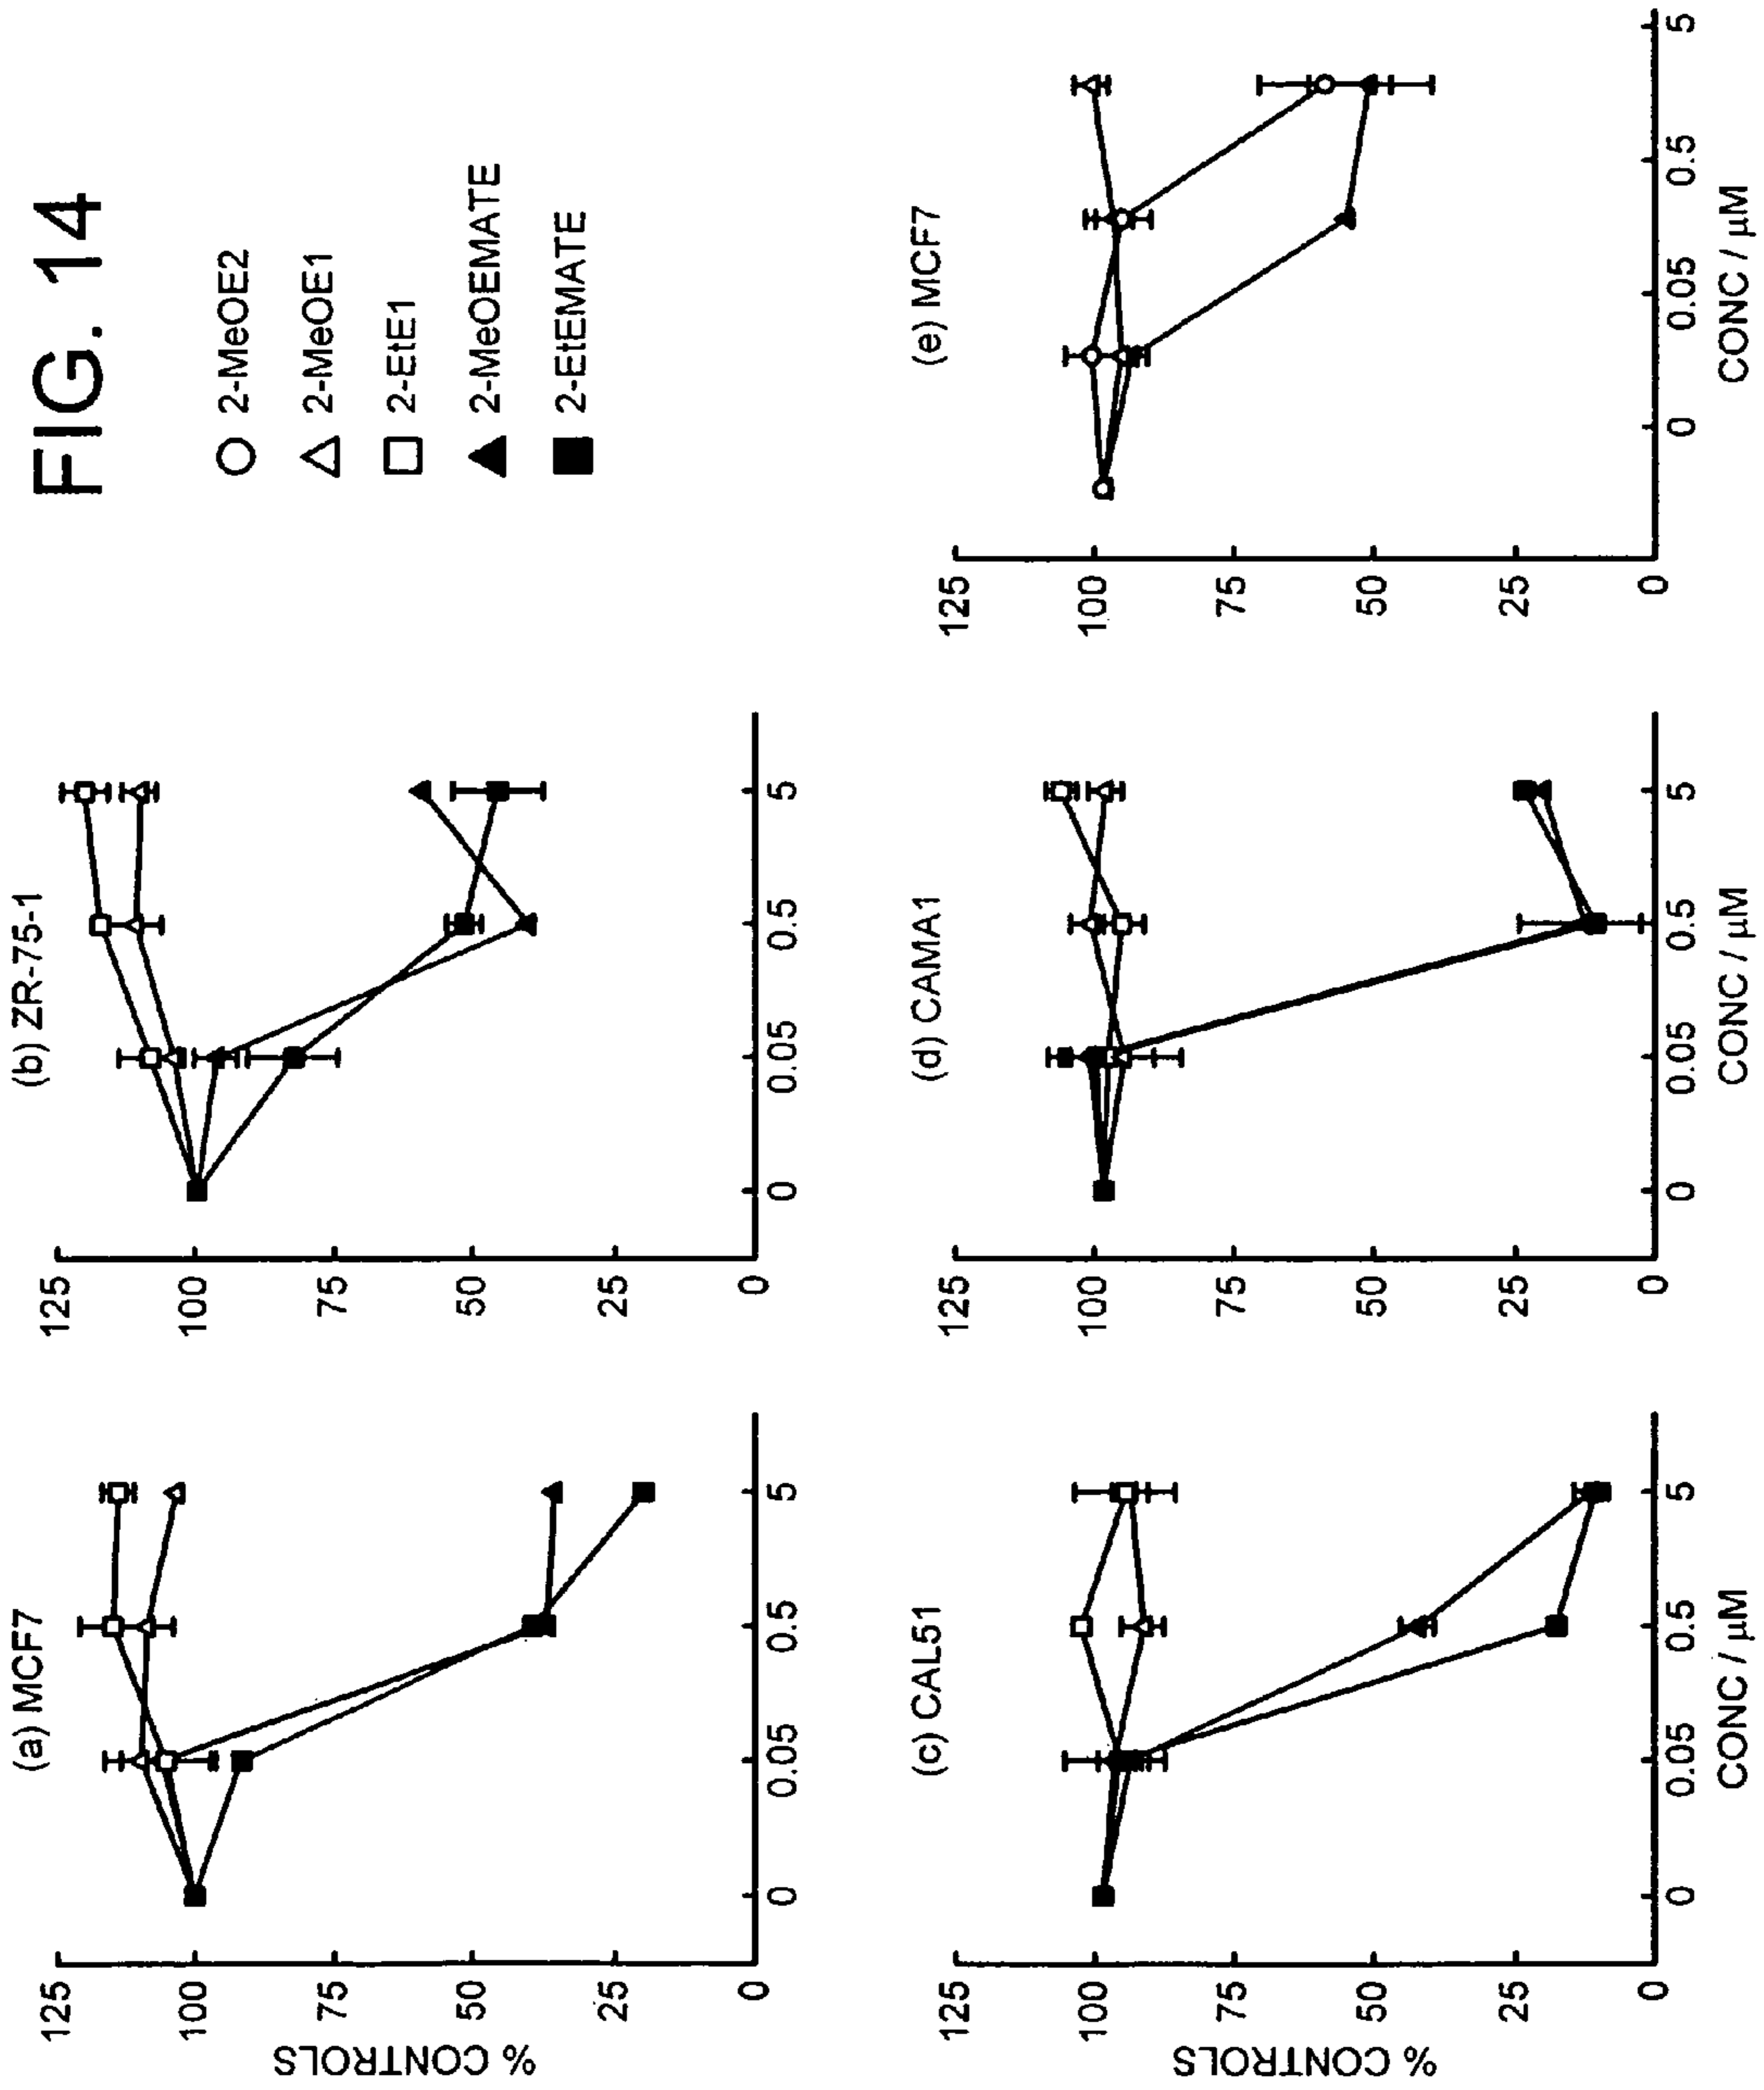 FIG. 14
2-MeOE2
2-MeOE1
2-EtE1
2-MeOEMATE
2-EtEMATE
(a) MCF7
% CONTROLS
125
100
75
50
25
0
0 0.05 0.5 5
(b) ZR-75-1
125
100
75
50
25
0
0 0.05 0.5 5
(c) CAL51
% CONTROLS
125
100
75
50
25
0
0 0.05 0.5 5
CONC / μM
(d) CAMA1
125
100
75
50
25
0
0 0.05 0.5 5
CONC / μM
(e) MCF7
125
100
75
50
25
0
0 0.05 0.5 5
CONC / μM